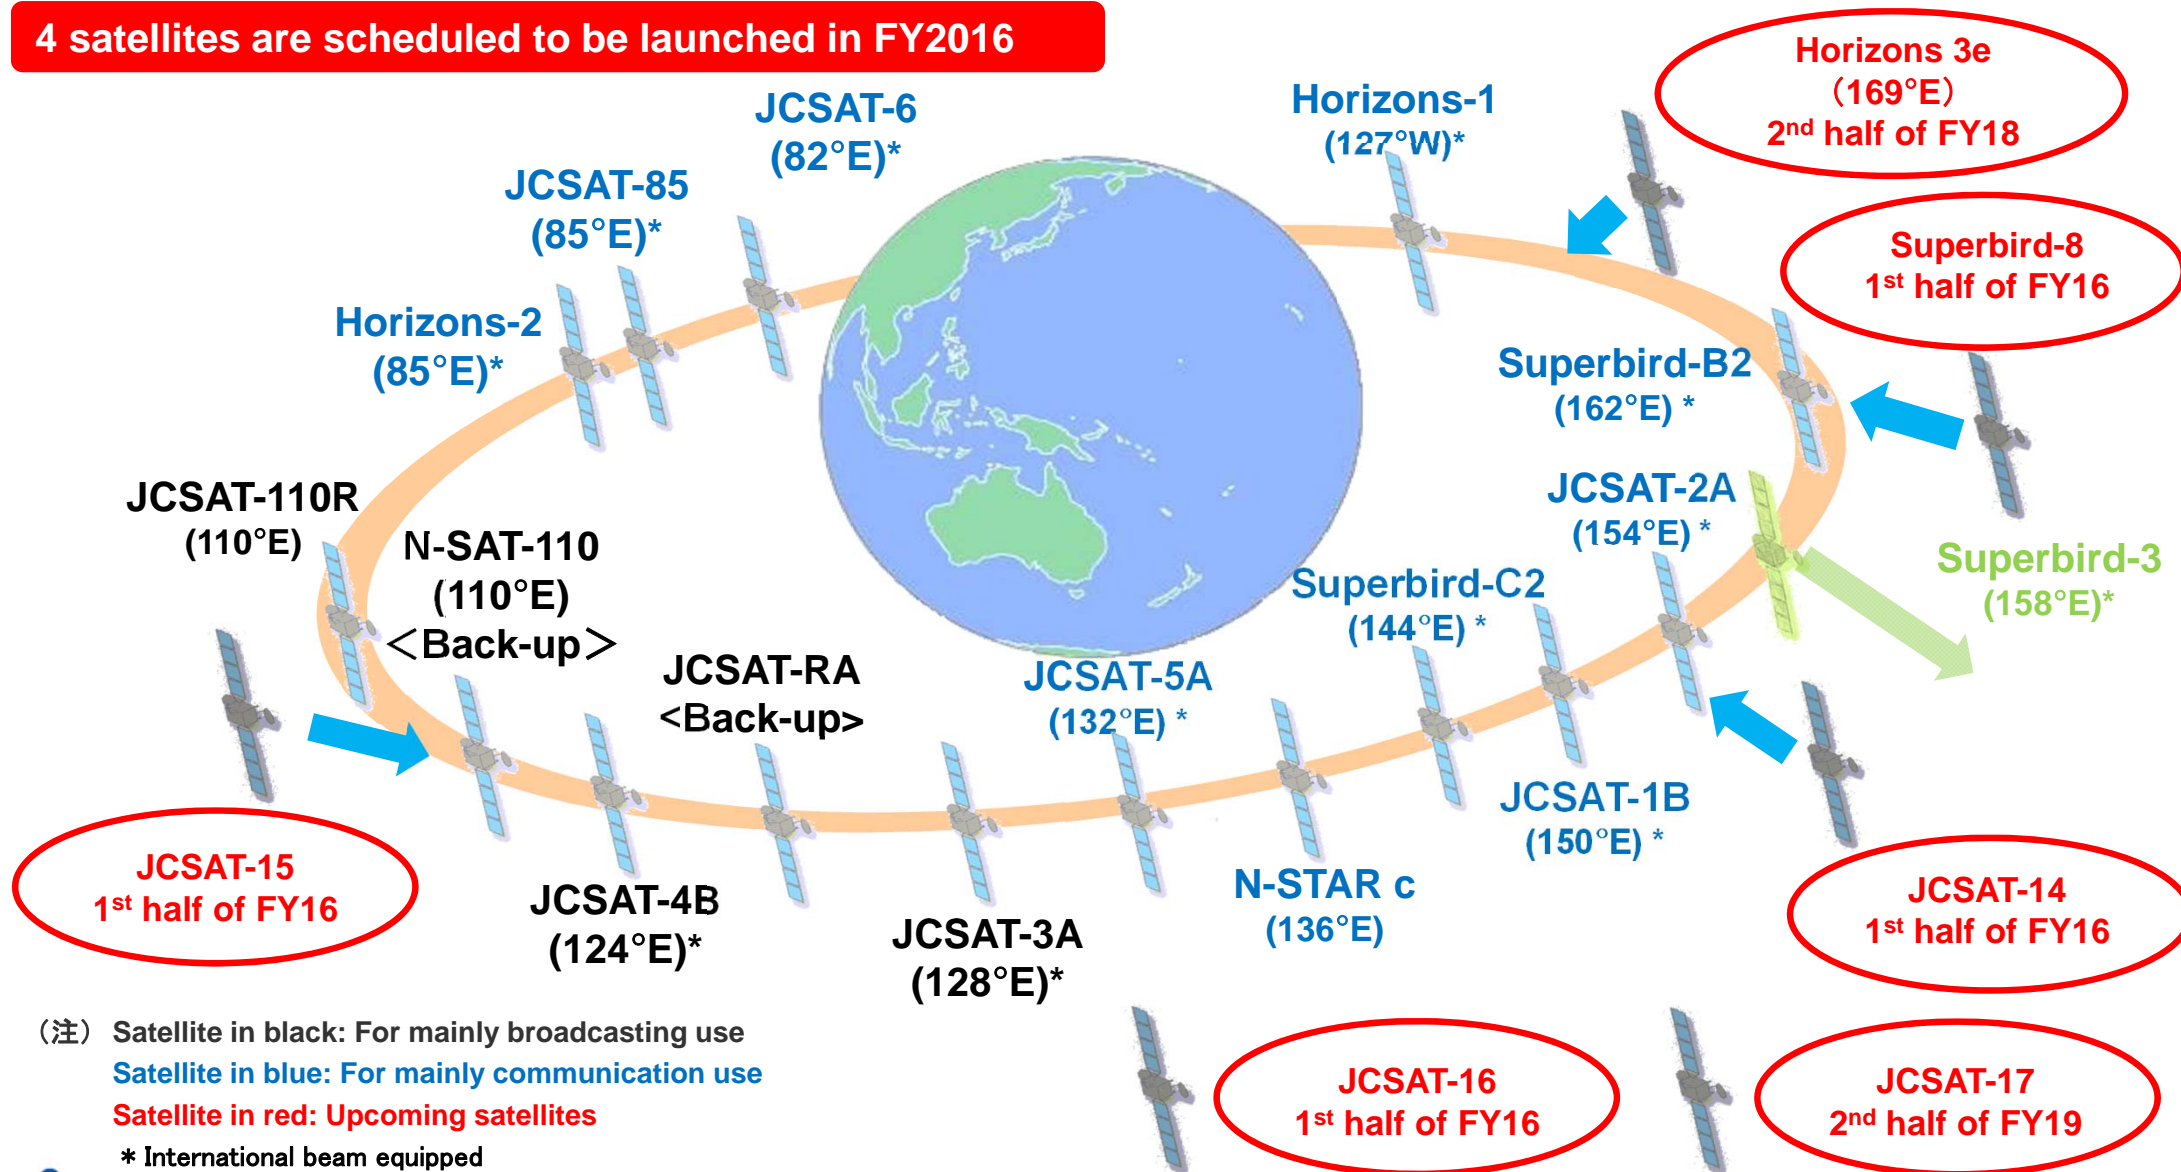 4 satellites are scheduled to be launched in FY2016
Horizons 3e
（169°E）
2nd half of FY18
JCSAT-6
(82°E)*
Horizons-1
(127°W)*
JCSAT-85
(85°E)*
Superbird-8
1st half of FY16
Horizons-2
(85°E)*
Superbird-B2
(162°E) *
JCSAT-110R
(110°E)
N-SAT-110
(110°E)
＜Back-up＞
JCSAT-2A
(154°E) *
Superbird-3
(158°E)*
Superbird-C2
(144°E) *
JCSAT-RA
<Back-up>
JCSAT-5A
(132°E) *
JCSAT-1B
(150°E) *
JCSAT-15
1st half of FY16
JCSAT-4B
(124°E)*
JCSAT-3A
(128°E)*
N-STAR c
(136°E)
JCSAT-14
1st half of FY16
（注） Satellite in black: For mainly broadcasting use
Satellite in blue: For mainly communication use
Satellite in red: Upcoming satellites
* International beam equipped
JCSAT-16
1st half of FY16
JCSAT-17
2nd half of FY19